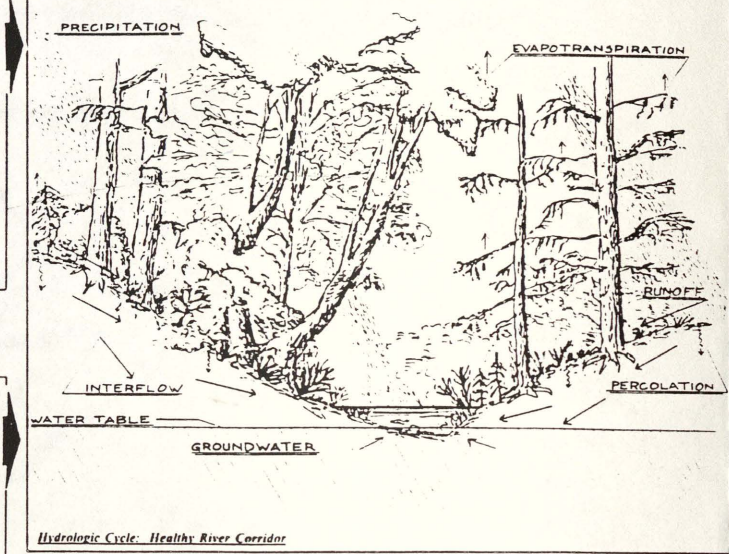 PRECIPITATION
EVAPOTRANSPIRATION
RUNOFF
INTERFLOW
PERCOLATION
WATER TABLE
GROUNDWATER
Hydrologic Cycle: Healthy River Corridor